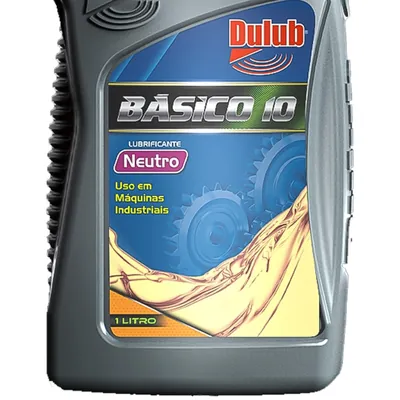 Dulub
BÁSICO 10
LUBRIFICANTE
Neutro
Uso em
Máquinas
Industriais
1 LITRO